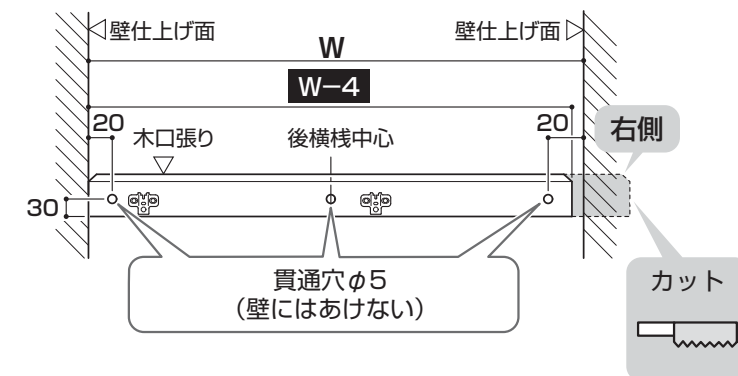 壁仕上げ面
壁仕上げ面
W
W−4
20
木口張り
後横桟中心
20
右側
30
貫通穴φ5
（壁にはあけない）
カット